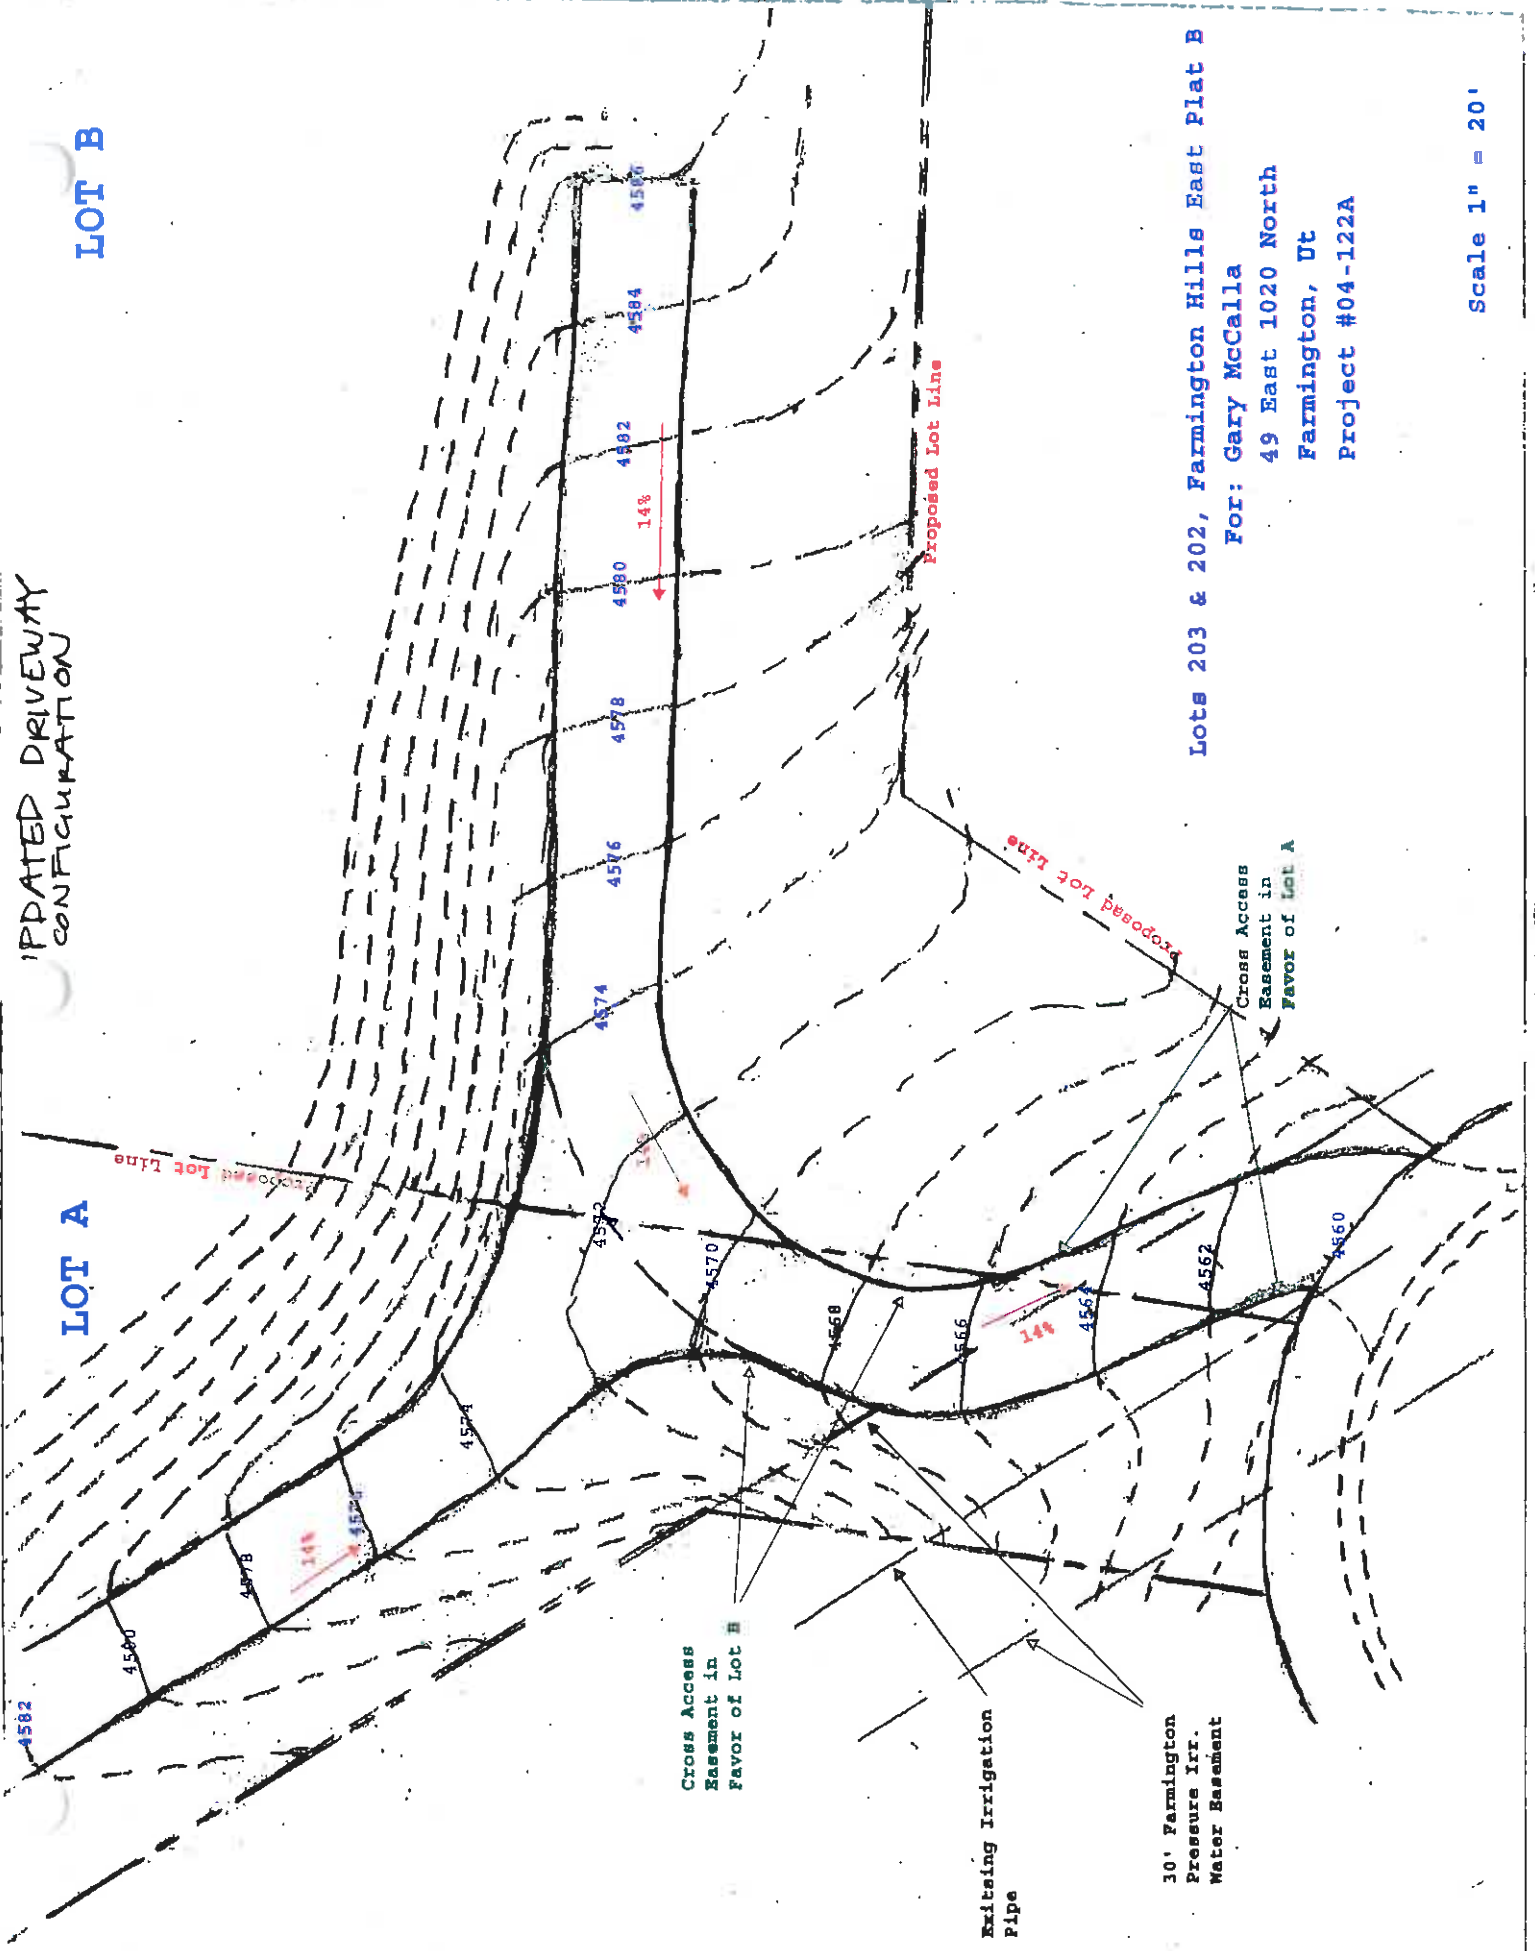 UPDATED DRIVEWAY
CONFIGURATION
LOT B
LOT A
Proposed Lot Line
Proposed Lot Line
Proposed Lot Line
4586
4584
4582
4580
4578
4576
4574
4572
4570
4568
4566
4564
4562
4560
4574
4576
4578
4580
4582
14%
14%
14%
14%
Cross Access
Easement in
Favor of Lot A
Cross Access
Easement in
Favor of Lot B
Exitsing Irrigation
Pipe
30' Farmington
Pressure Irr.
Water Easement
Lots 203 & 202, Farmington Hills East Plat B
For: Gary McCalla
49 East 1020 North
Farmington, Ut
Project #04-122A
Scale 1" = 20'